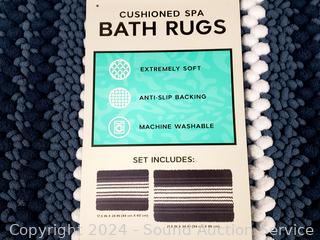 CUSHIONED SPA
BATH RUGS
EXTREMELY SOFT
ANTI-SLIP BACKING
MACHINE WASHABLE
SET INCLUDES:
Copyright 2024 - Sound Auction Service